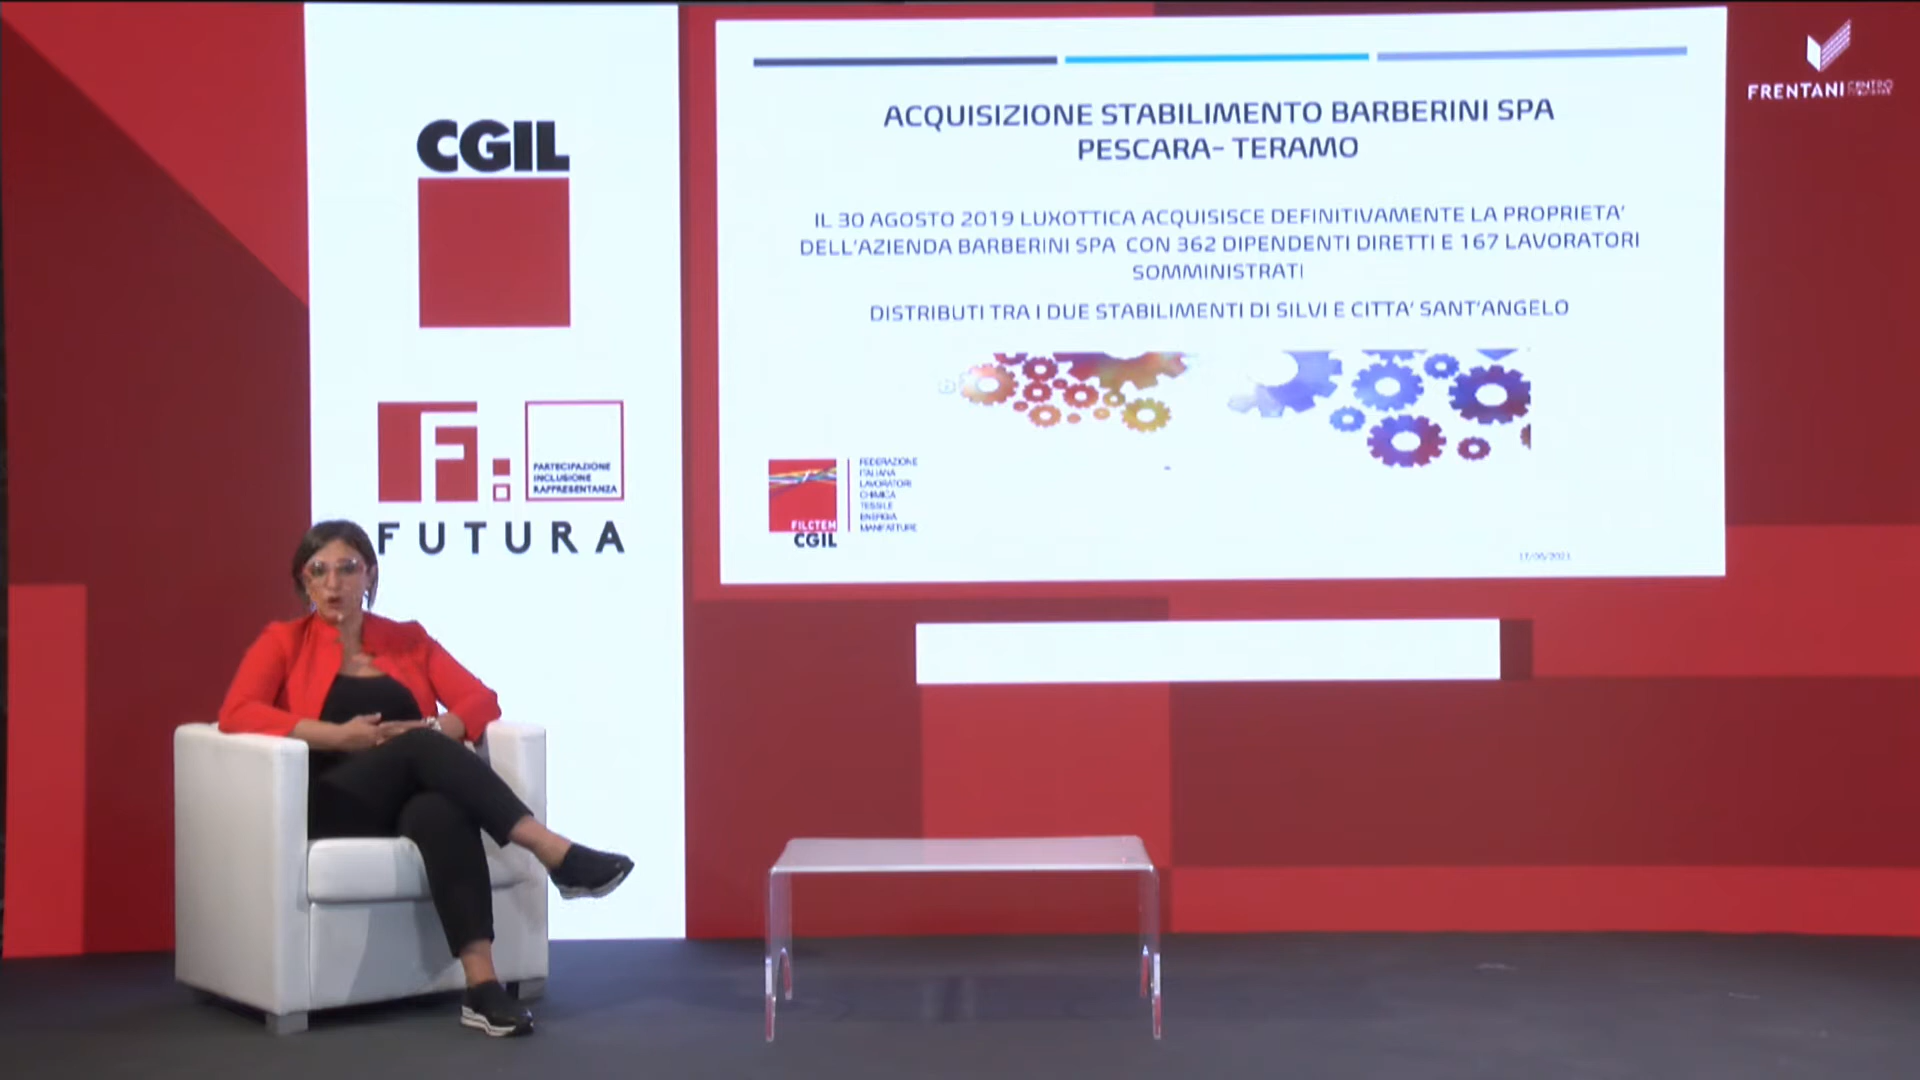 CGIL
F:
PARTECIPAZIONE
INCLUSIONE
RAPPRESENTANZA
FUTURA
ACQUISIZIONE STABILIMENTO BARBERINI SPA
PESCARA- TERAMO
IL 30 AGOSTO 2019 LUXOTTICA ACQUISISCE DEFINITIVAMENTE LA PROPRIETA'
DELL'AZIENDA BARBERINI SPA CON 362 DIPENDENTI DIRETTI E 167 LAVORATORI
SOMMINISTRATI
DISTRIBUTI TRA I DUE STABILIMENTI DI SILVI E CITTA' SANT'ANGELO
FILCTEM
CGIL
FEDERAZIONE
ITALIANA
LAVORATORI
CHIMICA
TESSILE
ENERGIA
MANIFATTURE
FRENTANI CENTRO